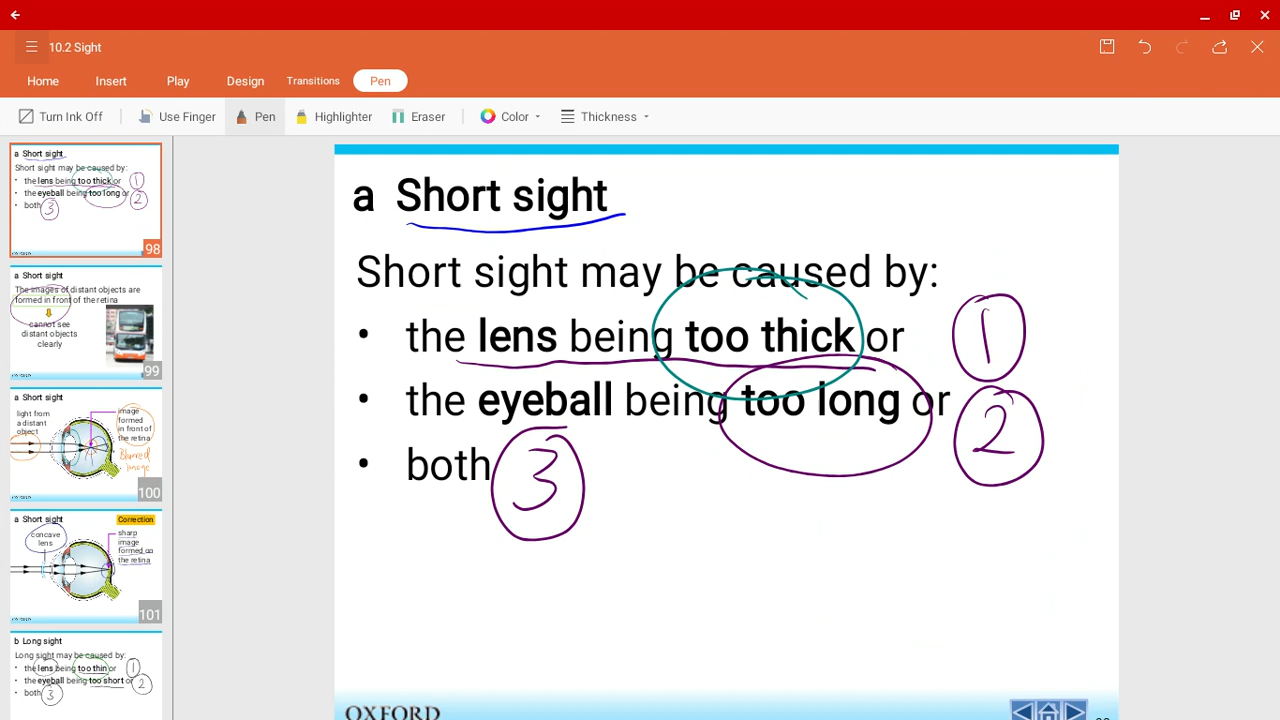 10.2 Sight
Home Insert Play Design Transitions Pen
Turn Ink Off Use Finger Pen Highlighter Eraser Color Thickness
a Short sight
Short sight may be caused by:
• the lens being too thick or 1
• the eyeball being too long or 2
• both 3
98
a Short sight
The images of distant objects are
formed in front of the retina
cannot see
distant objects
clearly
99
a Short sight
light from
a distant
object
image
formed
in front of
the retina
Blurred
image
100
a Short sight
Correction
concave
lens
sharp
image
formed on
the retina
101
b Long sight
Long sight may be caused by:
• the lens being too thin or 1
• the eyeball being too short or 2
• both 3
a Short sight
Short sight may be caused by:
• the lens being too thick or 1
• the eyeball being too long or 2
• both 3
OXFORD